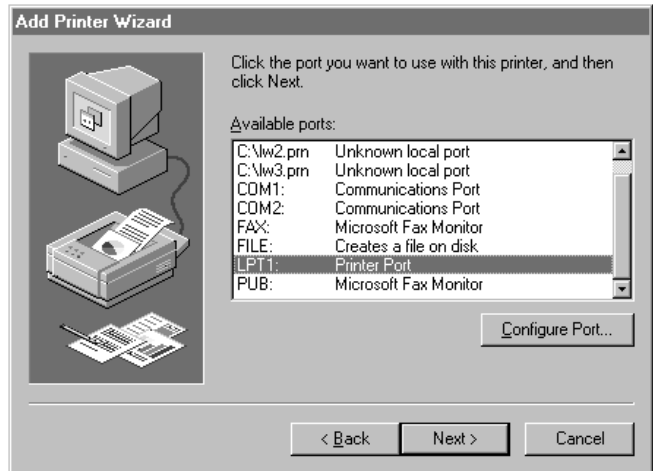 Add Printer Wizard
Click the port you want to use with this printer, and then
click Next.
Available ports:
C:\lw2.prn Unknown local port
C:\lw3.prn Unknown local port
COM1: Communications Port
COM2: Communications Port
FAX: Microsoft Fax Monitor
FILE: Creates a file on disk
LPT1: Printer Port
PUB: Microsoft Fax Monitor
Configure Port...
< Back Next > Cancel